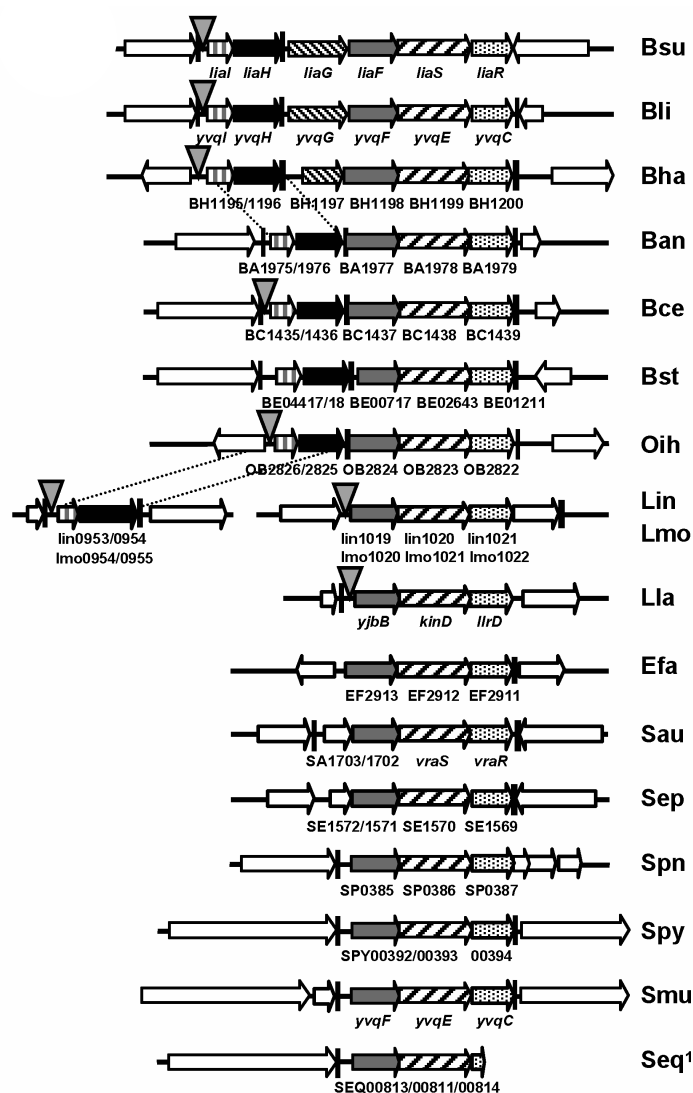 Bsu
liaI liaH liaG liaF liaS liaR
Bli
yvqI yvqH yvqG yvqF yvqE yvqC
Bha
BH1195/1196 BH1197 BH1198 BH1199 BH1200
Ban
BA1975/1976 BA1977 BA1978 BA1979
Bce
BC1435/1436 BC1437 BC1438 BC1439
Bst
BE04417/18 BE00717 BE02643 BE01211
Oih
OB2826/2825 OB2824 OB2823 OB2822
Lin
Lmo
lin0953/0954 lin1019 lin1020 lin1021
lmo0954/0955 lmo1020 lmo1021 lmo1022
Lla
yjbB kinD llrD
Efa
EF2913 EF2912 EF2911
Sau
SA1703/1702 vraS vraR
Sep
SE1572/1571 SE1570 SE1569
Spn
SP0385 SP0386 SP0387
Spy
SPY00392/00393 00394
Smu
yvqF yvqE yvqC
Seq¹
SEQ00813/00811/00814